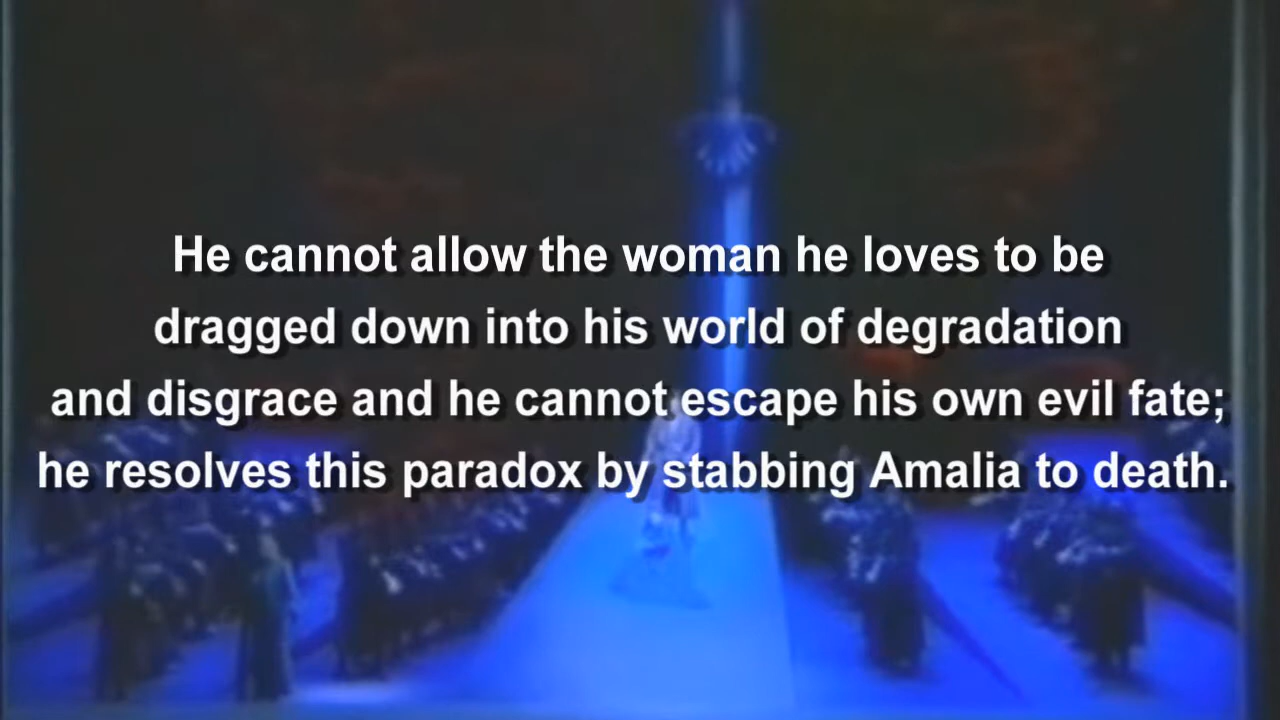 He cannot allow the woman he loves to be
dragged down into his world of degradation
and disgrace and he cannot escape his own evil fate;
he resolves this paradox by stabbing Amalia to death.